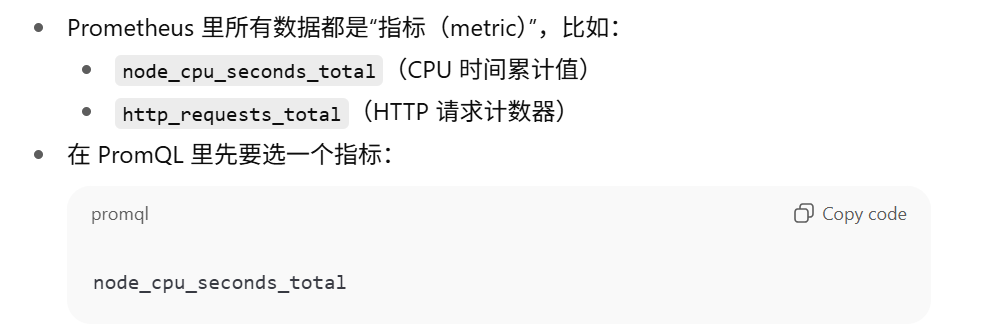 Prometheus 里所有数据都是“指标（metric）”，比如：
node_cpu_seconds_total（CPU 时间累计值）
http_requests_total（HTTP 请求计数器）
在 PromQL 里先要选一个指标：
promql Copy code
node_cpu_seconds_total